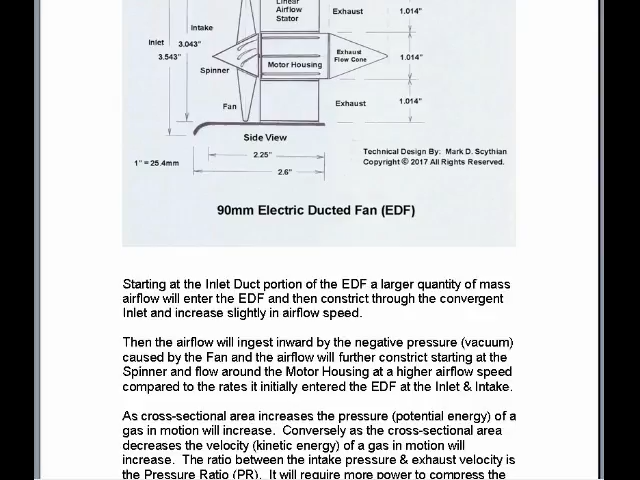 Linear
Airflow
Stator
Exhaust
1.014"
Intake
Inlet
3.043"
3.543"
Exhaust
Flow Cone
1.014"
Motor Housing
Spinner
Fan
Exhaust
1.014"
Side View
2.25"
1" = 25.4mm
2.6"
Technical Design By: Mark D. Scythian
Copyright © 2017 All Rights Reserved.
90mm Electric Ducted Fan (EDF)
Starting at the Inlet Duct portion of the EDF a larger quantity of mass
airflow will enter the EDF and then constrict through the convergent
Inlet and increase slightly in airflow speed.
Then the airflow will ingest inward by the negative pressure (vacuum)
caused by the Fan and the airflow will further constrict starting at the
Spinner and flow around the Motor Housing at a higher airflow speed
compared to the rates it initially entered the EDF at the Inlet & Intake.
As cross-sectional area increases the pressure (potential energy) of a
gas in motion will increase. Conversely as the cross-sectional area
decreases the velocity (kinetic energy) of a gas in motion will
increase. The ratio between the intake pressure & exhaust velocity is
the Pressure Ratio (PR). It will require more power to compress the